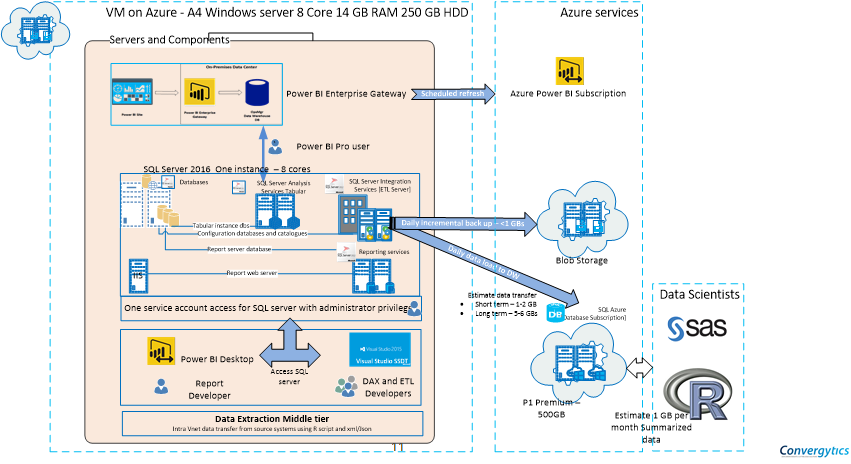 VM on Azure - A4 Windows server 8 Core 14 GB RAM 250 GB HDD
Azure services
Servers and Components
On-Premises Data Center
Power BI Site
Power BI Enterprise
Gateway
Data Warehouse
DB
Power BI Enterprise Gateway
Scheduled refresh
Azure Power BI Subscription
Power BI Pro user
SQL Server 2016 One instance – 8 cores
Databases
SQL Server Analysis
Services Tabular
SQL Server Integration
Services [ETL Server]
Tabular instance dbs
Configuration databases and catalogues
Daily incremental back up – <1 GBs
Report server database
Reporting services
Daily data load to DW
Blob Storage
IIS
Report web server
Estimate data transfer
• Short term – 1-2 GB
• Long term – 5-6 GBs
One service account access for SQL server with administrator privileg
DB
SQL Azure
Database Subscription]
Data Scientists
sas
Power BI Desktop
Visual Studio 2015
Visual Studio SSDT
Access SQL
server
Report
Developer
DAX and ETL
Developers
P1 Premium –
500GB
R
Estimate 1 GB per
month Summarized
data
Data Extraction Middle tier
Intra Vnet data transfer from source systems using R script and xml/Json
11
Convergytics